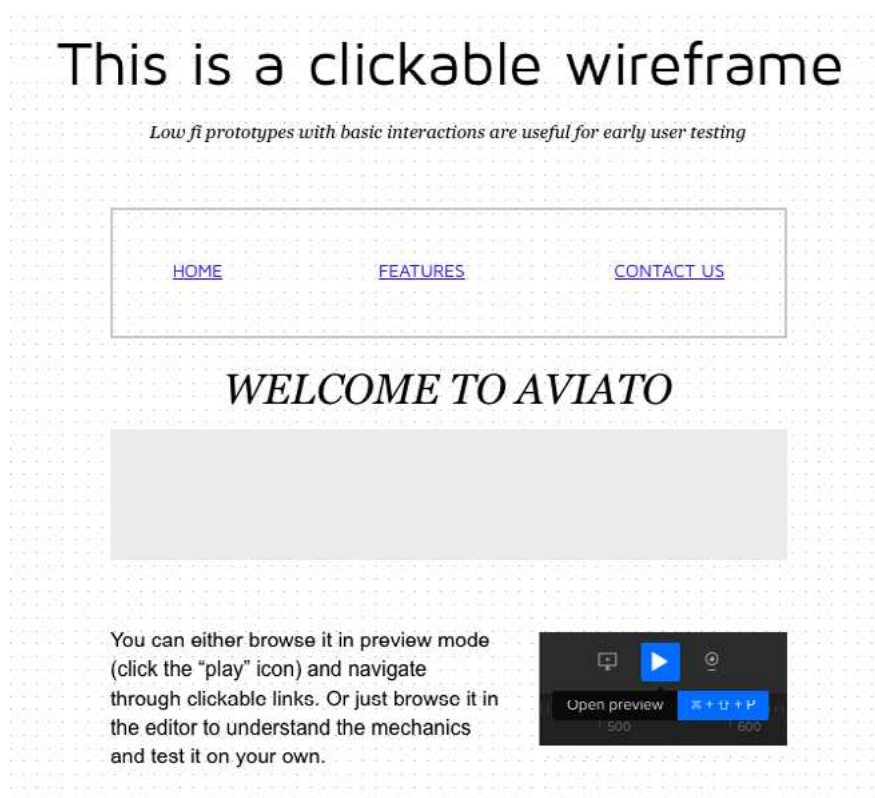 This is a clickable wireframe
Low fi prototypes with basic interactions are useful for early user testing
HOME FEATURES CONTACT US
WELCOME TO AVIATO
You can either browse it in preview mode
(click the “play” icon) and navigate
through clickable links. Or just browse it in
the editor to understand the mechanics
and test it on your own.
Open preview ⌘ + ⇧ + P
500 600